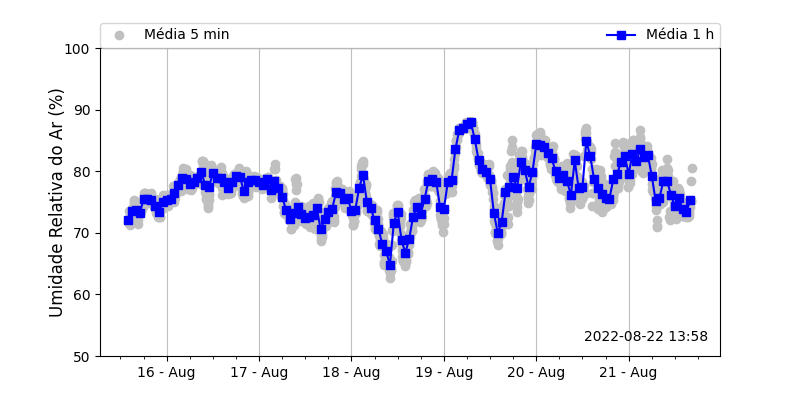 Média 5 min
Média 1 h
Umidade Relativa do Ar (%)
100
90
80
70
60
50
2022-08-22 13:58
16 - Aug
17 - Aug
18 - Aug
19 - Aug
20 - Aug
21 - Aug